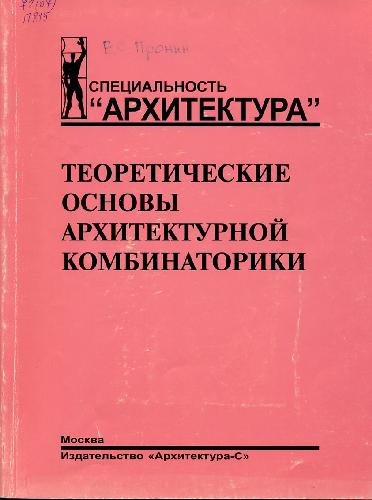 Е.С. Пронин
СПЕЦИАЛЬНОСТЬ
"АРХИТЕКТУРА"
ТЕОРЕТИЧЕСКИЕ
ОСНОВЫ
АРХИТЕКТУРНОЙ
КОМБИНАТОРИКИ
Москва
Издательство «Архитектура-С»